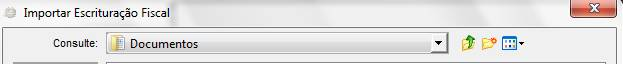 Importar Escrituração Fiscal
Consulte: Documentos